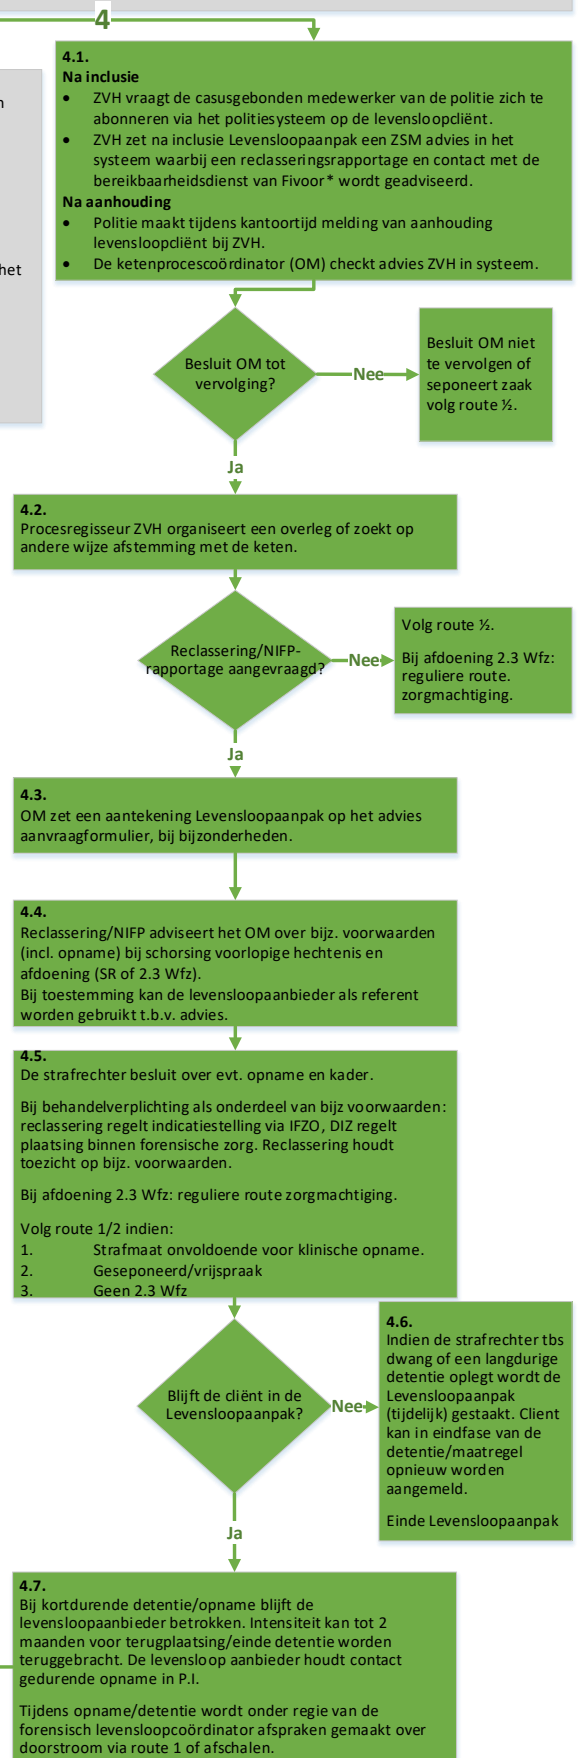 4
n
het
4.1.
Na inclusie
• ZVH vraagt de casusgebonden medewerker van de politie zich te
abonneren via het politiesysteem op de levensloopcliënt.
• ZVH zet na inclusie Levensloopaanpak een ZSM advies in het
systeem waarbij een reclasseringsrapportage en contact met de
bereikbaarheidsdienst van Fivoor* wordt geadviseerd.
Na aanhouding
• Politie maakt tijdens kantoortijd melding van aanhouding
levensloopcliënt bij ZVH.
• De ketenprocescoördinator (OM) checkt advies ZVH in systeem.
Besluit OM tot
vervolging?
Nee
Besluit OM niet
te vervolgen of
seponeert zaak
volg route ½.
Ja
4.2.
Procesregisseur ZVH organiseert een overleg of zoekt op
andere wijze afstemming met de keten.
Reclassering/NIFP-
rapportage aangevraagd?
Nee
Volg route ½.
Bij afdoening 2.3 Wfz:
reguliere route.
zorgmachtiging.
Ja
4.3.
OM zet een aantekening Levensloopaanpak op het advies
aanvraagformulier, bij bijzonderheden.
4.4.
Reclassering/NIFP adviseert het OM over bijz. voorwaarden
(incl. opname) bij schorsing voorlopige hechtenis en
afdoening (SR of 2.3 Wfz).
Bij toestemming kan de levensloopaanbieder als referent
worden gebruikt t.b.v. advies.
4.5.
De strafrechter besluit over evt. opname en kader.
Bij behandelverplichting als onderdeel van bijz voorwaarden:
reclassering regelt indicatiestelling via IFZO, DIZ regelt
plaatsing binnen forensische zorg. Reclassering houdt
toezicht op bijz. voorwaarden.
Bij afdoening 2.3 Wfz: reguliere route zorgmachtiging.
Volg route 1/2 indien:
1. Strafmaat onvoldoende voor klinische opname.
2. Geseponeerd/vrijspraak
3. Geen 2.3 Wfz
Blijft de cliënt in de
Levensloopaanpak?
Nee
4.6.
Indien de strafrechter tbs
dwang of een langdurige
detentie oplegt wordt de
Levensloopaanpak
(tijdelijk) gestaakt. Client
kan in eindfase van de
detentie/maatregel
opnieuw worden
aangemeld.
Einde Levensloopaanpak
Ja
4.7.
Bij kortdurende detentie/opname blijft de
levensloopaanbieder betrokken. Intensiteit kan tot 2
maanden voor terugplaatsing/einde detentie worden
teruggebracht. De levensloop aanbieder houdt contact
gedurende opname in P.I.
Tijdens opname/detentie wordt onder regie van de
forensisch levensloopcoördinator afspraken gemaakt over
doorstroom via route 1 of afschalen.